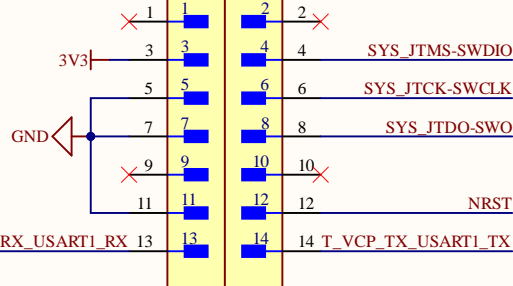 1 1 2 2
3V3 3 3 4 4 SYS_JTMS-SWDIO
5 5 6 6 SYS_JTCK-SWCLK
GND 7 7 8 8 SYS_JTDO-SWO
9 9 10 10
11 11 12 12 NRST
RX_USART1_RX 13 13 14 14 T_VCP_TX_USART1_TX